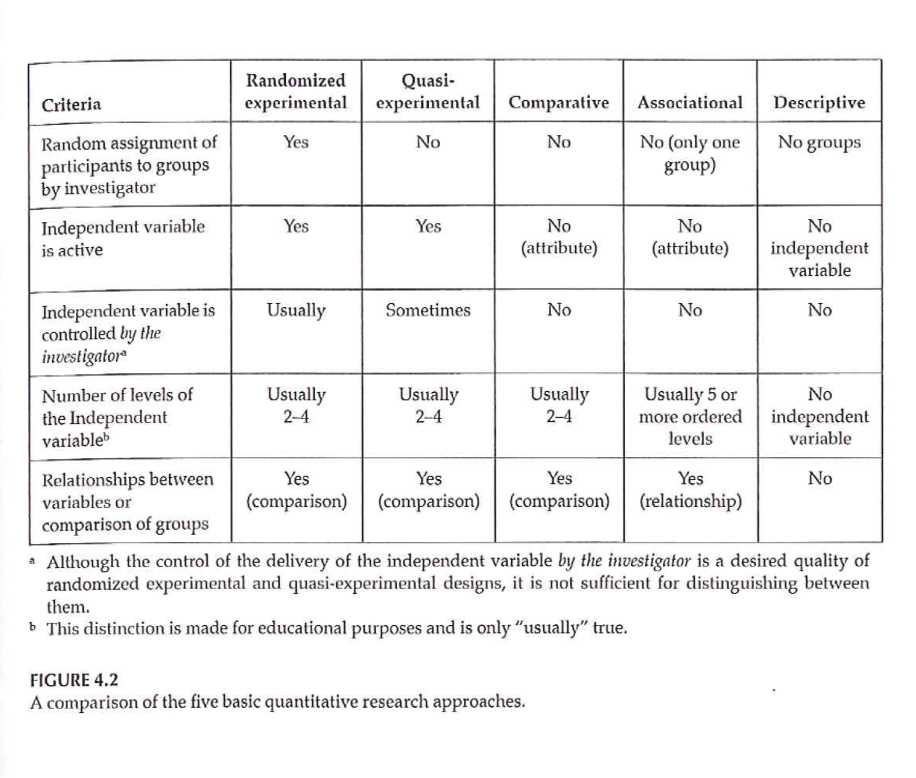 Criteria | Randomized experimental | Quasi-experimental | Comparative | Associational | Descriptive
Random assignment of participants to groups by investigator | Yes | No | No | No (only one group) | No groups
Independent variable is active | Yes | Yes | No (attribute) | No (attribute) | No independent variable
Independent variable is controlled by the investigatorᵃ | Usually | Sometimes | No | No | No
Number of levels of the Independent variableᵇ | Usually 2–4 | Usually 2–4 | Usually 2–4 | Usually 5 or more ordered levels | No independent variable
Relationships between variables or comparison of groups | Yes (comparison) | Yes (comparison) | Yes (comparison) | Yes (relationship) | No
ᵃ Although the control of the delivery of the independent variable by the investigator is a desired quality of
randomized experimental and quasi-experimental designs, it is not sufficient for distinguishing between
them.
ᵇ This distinction is made for educational purposes and is only “usually” true.
FIGURE 4.2
A comparison of the five basic quantitative research approaches.